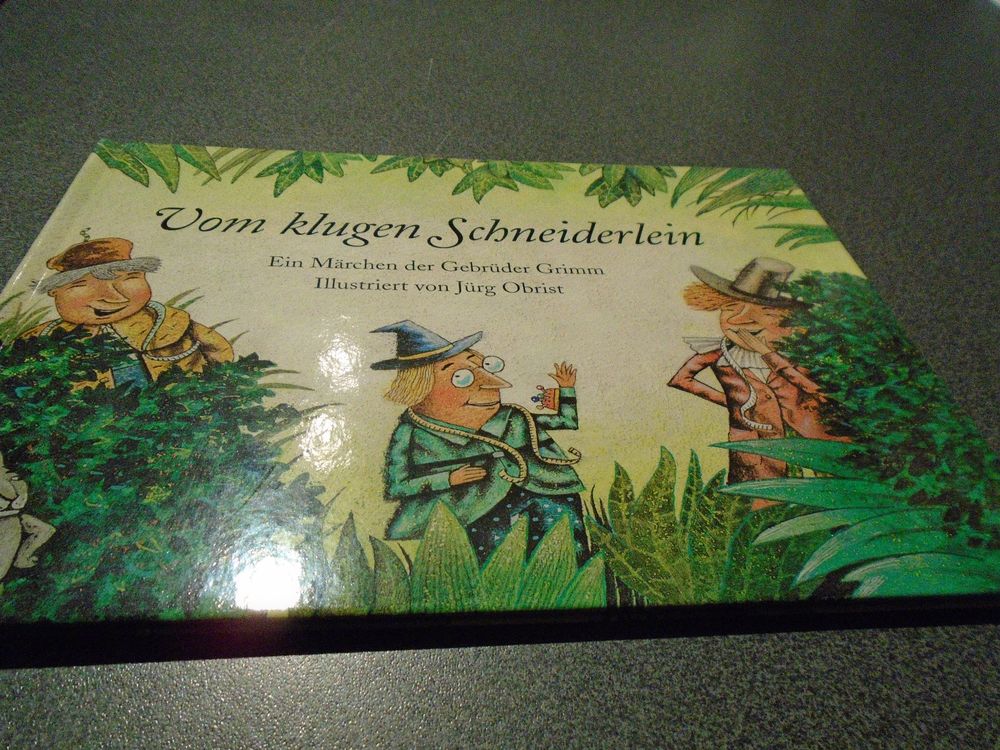 Vom klugen Schneiderlein
Ein Märchen der Gebrüder Grimm
Illustriert von Jürg Obrist